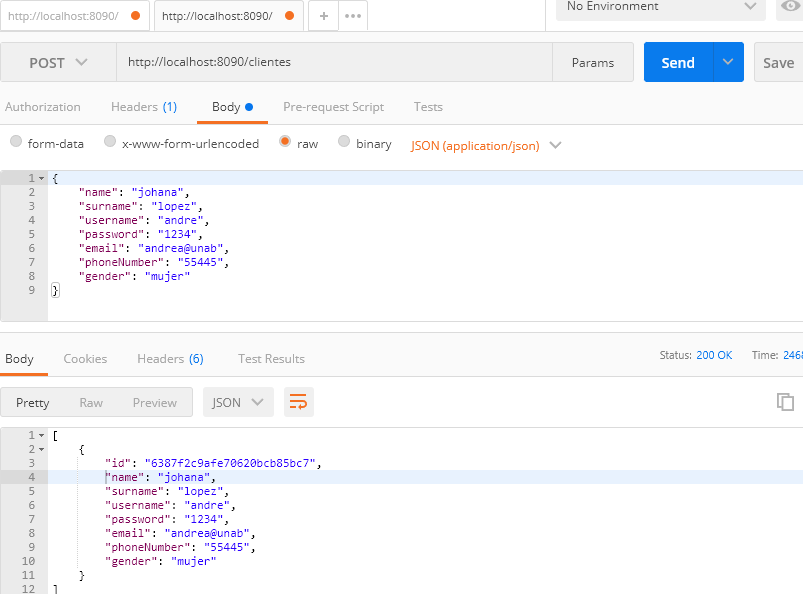 http://localhost:8090/ http://localhost:8090/ + ••• No Environment
POST http://localhost:8090/clientes Params Send Save
Authorization Headers (1) Body Pre-request Script Tests
form-data x-www-form-urlencoded raw binary JSON (application/json)
1 {
2 "name": "johana",
3 "surname": "lopez",
4 "username": "andre",
5 "password": "1234",
6 "email": "andrea@unab",
7 "phoneNumber": "55445",
8 "gender": "mujer"
9 }
Body Cookies Headers (6) Test Results Status: 200 OK Time: 2468
Pretty Raw Preview JSON
1 [
2 {
3 "id": "6387f2c9afe70620bcb85bc7",
4 "name": "johana",
5 "surname": "lopez",
6 "username": "andre",
7 "password": "1234",
8 "email": "andrea@unab",
9 "phoneNumber": "55445",
10 "gender": "mujer"
11 }
12 ]